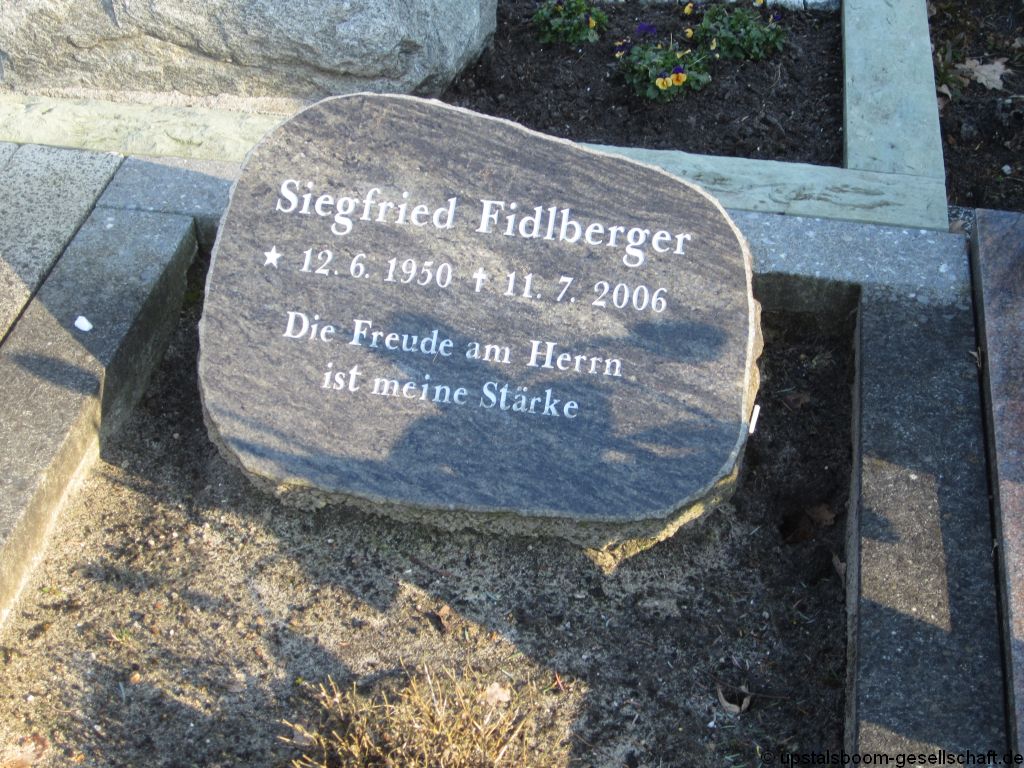 Siegfried Fidlberger
★ 12. 6. 1950 ✝ 11. 7. 2006
Die Freude am Herrn
ist meine Stärke
© upstalsboom-gesellschaft.de